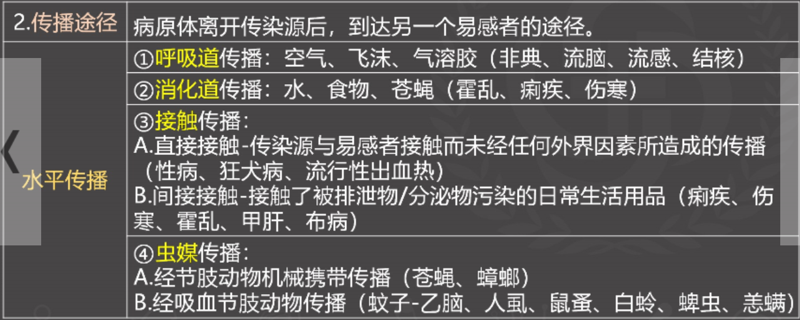 2.传播途径
病原体离开传染源后，到达另一个易感者的途径。
水平传播
①呼吸道传播：空气、飞沫、气溶胶（非典、流脑、流感、结核）
②消化道传播：水、食物、苍蝇（霍乱、痢疾、伤寒）
③接触传播：
A.直接接触-传染源与易感者接触而未经任何外界因素所造成的传播
（性病、狂犬病、流行性出血热）
B.间接接触-接触了被排泄物/分泌物污染的日常生活用品（痢疾、伤
寒、霍乱、甲肝、布病）
④虫媒传播：
A.经节肢动物机械携带传播（苍蝇、蟑螂）
B.经吸血节肢动物传播（蚊子-乙脑、人虱、鼠蚤、白蛉、蜱虫、恙螨）